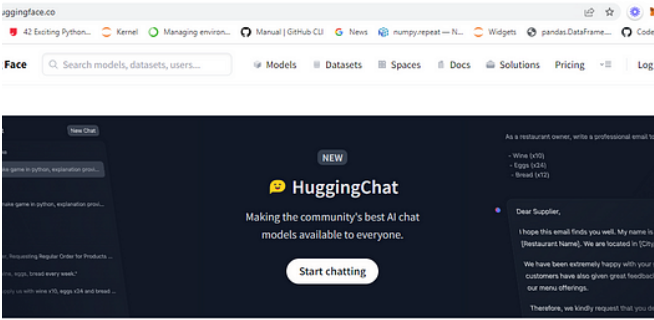 uggingface.co
42 Exciting Python... Kernel Managing environ... Manual | GitHub CLI News numpy.repeat — N... Widgets pandas.DataFrame.... Code
Face Search models, datasets, users... Models Datasets Spaces Docs Solutions Pricing Log
New Chat
ake game in python, explanation provi...
make game in python, explanation provi...
Requesting Regular Order for Products ...
wine, eggs, bread every week."
with wine x10, eggs x24 and bread ...
NEW
HuggingChat
Making the community's best AI chat
models available to everyone.
Start chatting
As a restaurant owner, write a professional email to
- Wine (x10)
- Eggs (x24)
- Bread (x12)
Dear Supplier,
I hope this email finds you well. My name is
[Restaurant Name]. We are located in [City
We have been extremely happy with your
customers have also given great feedbac
our menu offerings.
Therefore, we kindly request that you de